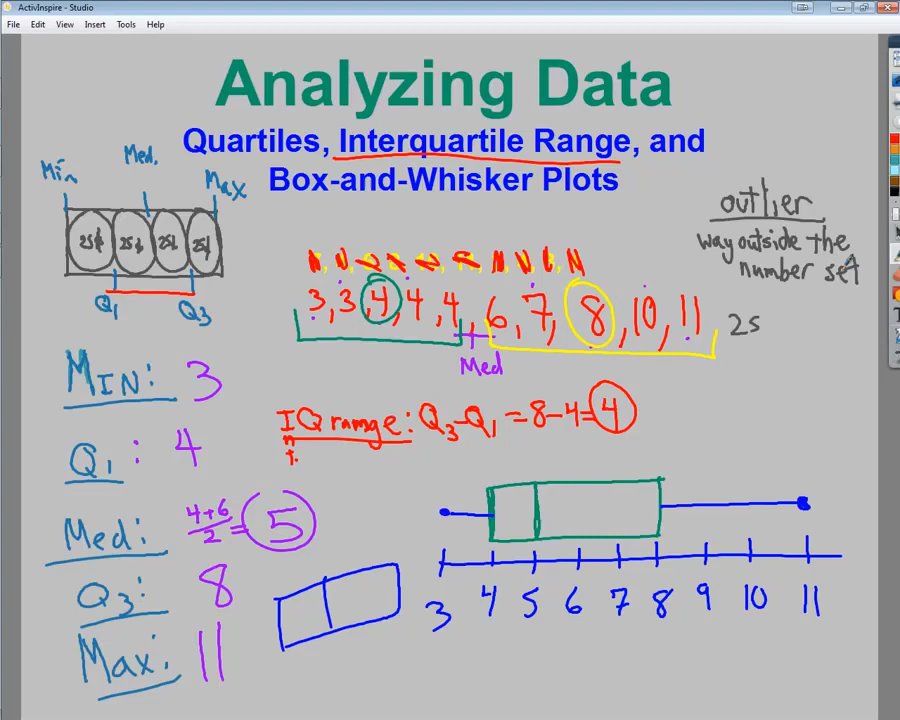 ActivInspire - Studio
File Edit View Insert Tools Help
Analyzing Data
Quartiles, Interquartile Range, and
Box-and-Whisker Plots
Min Med. Max
25% 25% 25% 25%
Q1 Q3
outlier
way outside the
number set
25
3, 3, 4, 4, 4, 6, 7, 8, 10, 11
Med
MIN: 3
Q1: 4
Med: 4+6/2 = 5
Q3: 8
Max: 11
IQ range: Q3-Q1 = 8-4 = 4
3 4 5 6 7 8 9 10 11